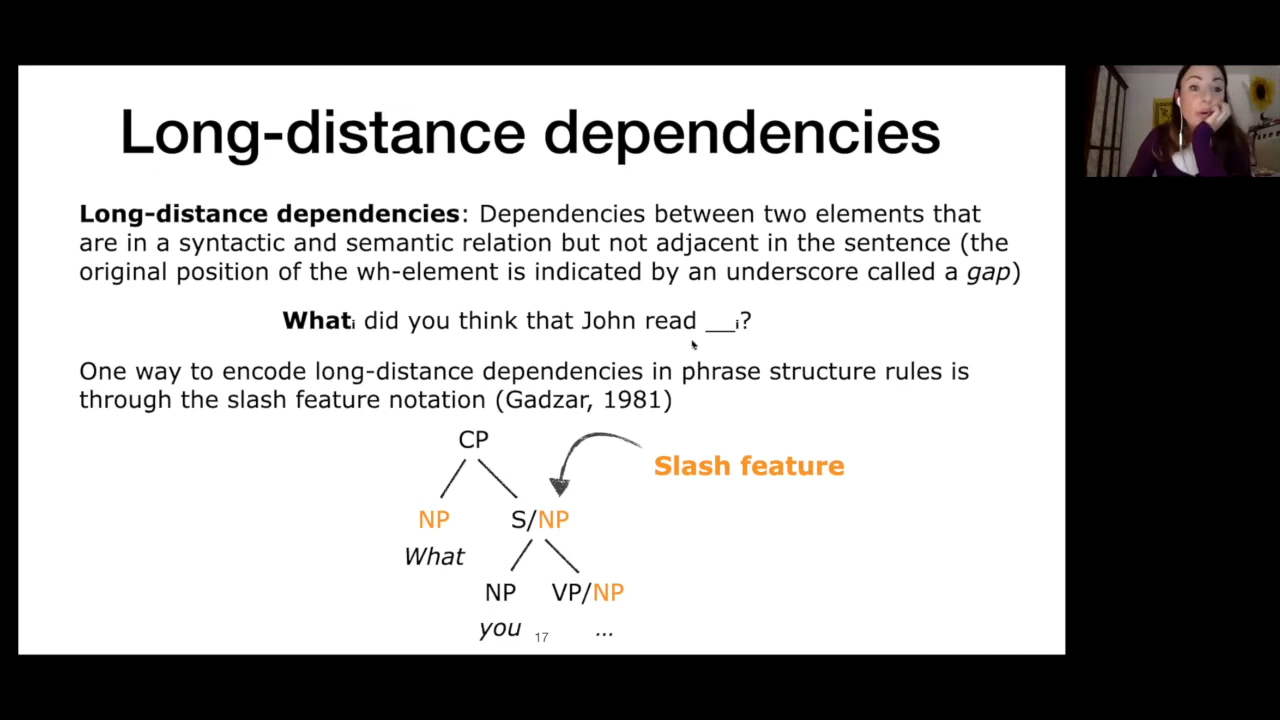 Long-distance dependencies
Long-distance dependencies: Dependencies between two elements that
are in a syntactic and semantic relation but not adjacent in the sentence (the
original position of the wh-element is indicated by an underscore called a gap)
Whatᵢ did you think that John read __ᵢ?
One way to encode long-distance dependencies in phrase structure rules is
through the slash feature notation (Gadzar, 1981)
CP
Slash feature
NP S/NP
What
NP VP/NP
you ...
17